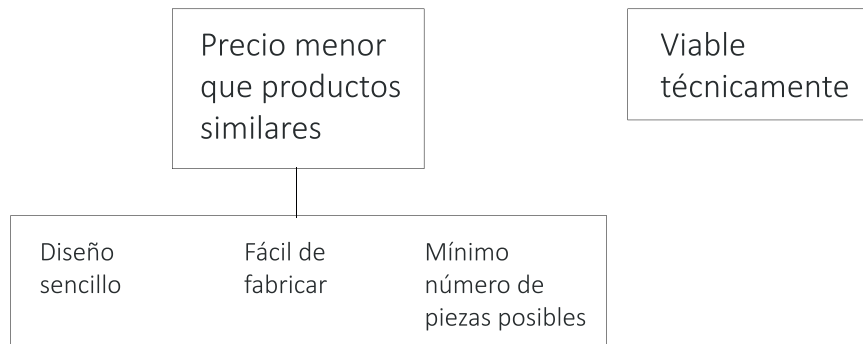 Precio menor
que productos
similares
Viable
técnicamente
Diseño
sencillo
Fácil de
fabricar
Mínimo
número de
piezas posibles